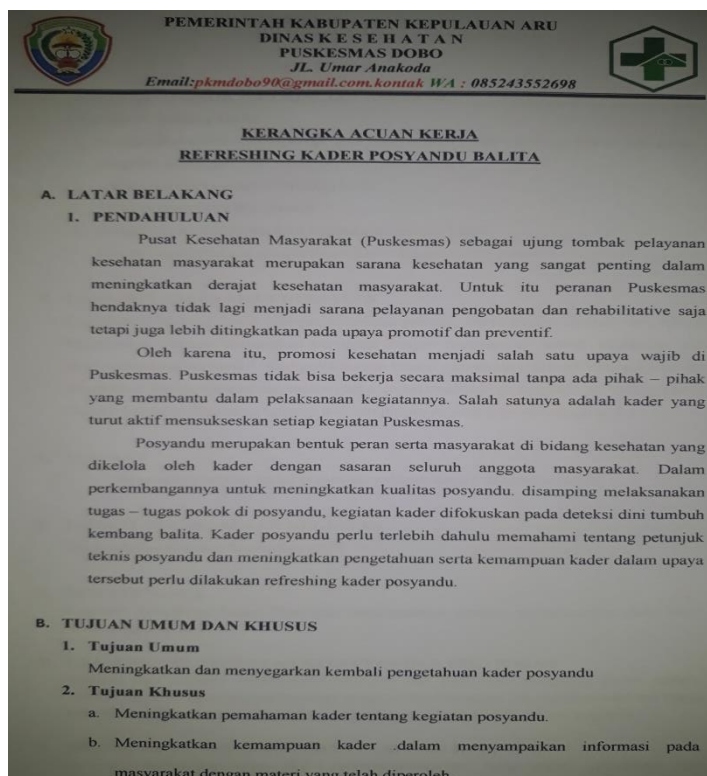 PEMERINTAH KABUPATEN KEPULAUAN ARU
DINAS K E S E H A T A N
PUSKESMAS DOBO
JL. Umar Anakoda
Email:pkmdobo90@gmail.com.kontak WA : 085243552698
KERANGKA ACUAN KERJA
REFRESHING KADER POSYANDU BALITA
A. LATAR BELAKANG
1. PENDAHULUAN
Pusat Kesehatan Masyarakat (Puskesmas) sebagai ujung tombak pelayanan
kesehatan masyarakat merupakan sarana kesehatan yang sangat penting dalam
meningkatkan derajat kesehatan masyarakat. Untuk itu peranan Puskesmas
hendaknya tidak lagi menjadi sarana pelayanan pengobatan dan rehabilitative saja
tetapi juga lebih ditingkatkan pada upaya promotif dan preventif.
Oleh karena itu, promosi kesehatan menjadi salah satu upaya wajib di
Puskesmas. Puskesmas tidak bisa bekerja secara maksimal tanpa ada pihak – pihak
yang membantu dalam pelaksanaan kegiatannya. Salah satunya adalah kader yang
turut aktif mensukseskan setiap kegiatan Puskesmas.
Posyandu merupakan bentuk peran serta masyarakat di bidang kesehatan yang
dikelola oleh kader dengan sasaran seluruh anggota masyarakat. Dalam
perkembangannya untuk meningkatkan kualitas posyandu. disamping melaksanakan
tugas – tugas pokok di posyandu, kegiatan kader difokuskan pada deteksi dini tumbuh
kembang balita. Kader posyandu perlu terlebih dahulu memahami tentang petunjuk
teknis posyandu dan meningkatkan pengetahuan serta kemampuan kader dalam upaya
tersebut perlu dilakukan refreshing kader posyandu.
B. TUJUAN UMUM DAN KHUSUS
1. Tujuan Umum
Meningkatkan dan menyegarkan kembali pengetahuan kader posyandu
2. Tujuan Khusus
a. Meningkatkan pemahaman kader tentang kegiatan posyandu.
b. Meningkatkan kemampuan kader .dalam menyampaikan informasi pada
masyarakat dengan materi yang telah diperoleh